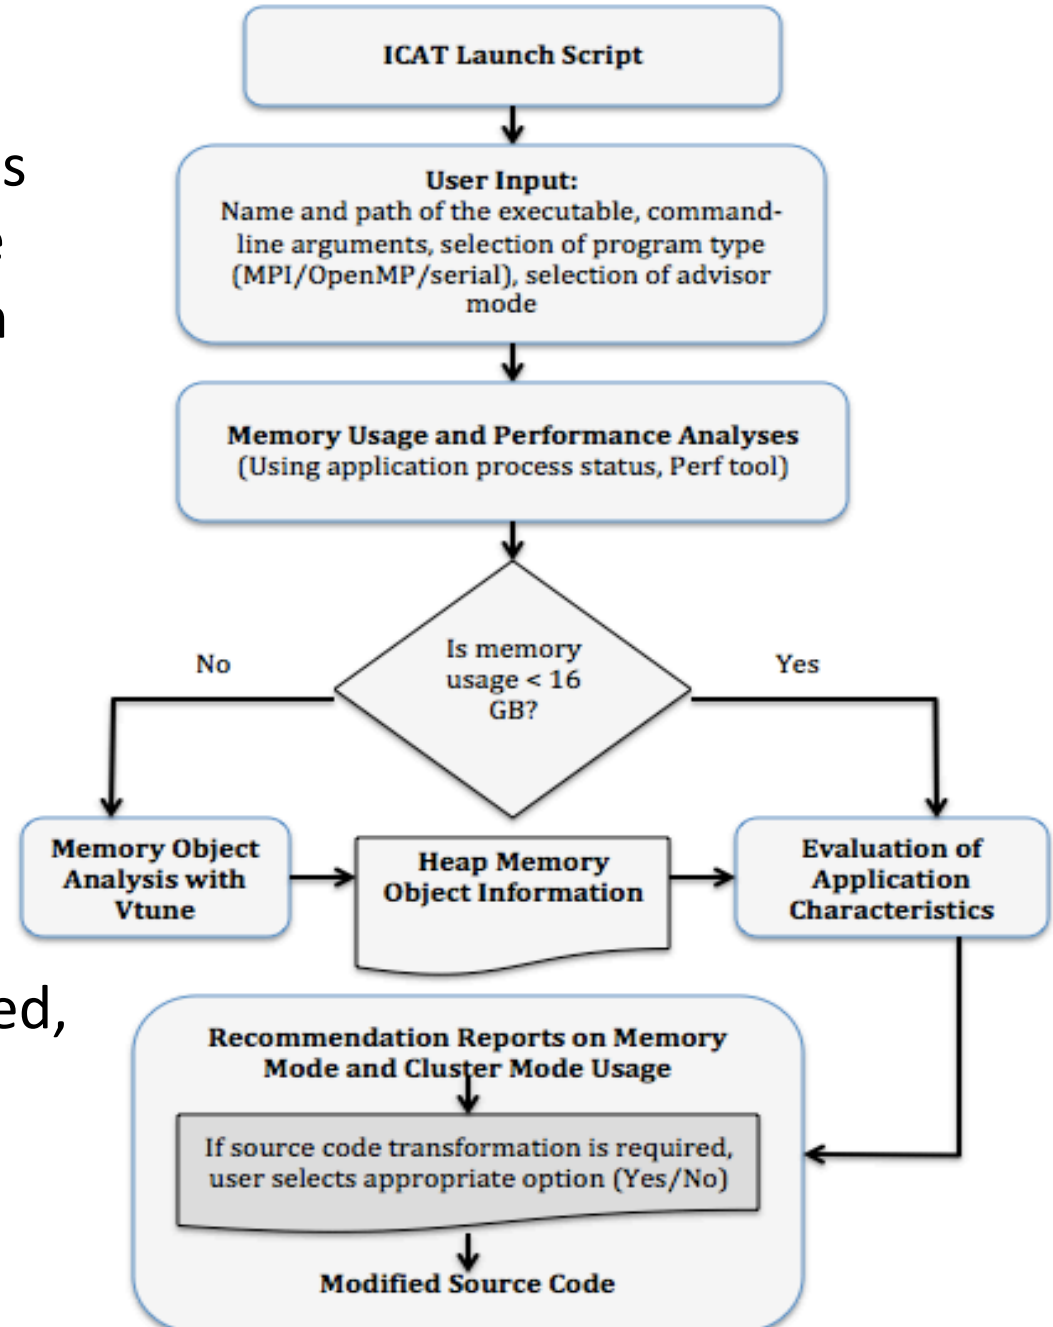 ICAT Launch Script
s
User Input:
Name and path of the executable, command-
line arguments, selection of program type
(MPI/OpenMP/serial), selection of advisor
mode
e
Memory Usage and Performance Analyses
(Using application process status, Perf tool)
Is memory
usage < 16
GB?
No
Yes
Memory Object
Analysis with
Vtune
Heap Memory
Object Information
Evaluation of
Application
Characteristics
ed,
Recommendation Reports on Memory
Mode and Cluster Mode Usage
If source code transformation is required,
user selects appropriate option (Yes/No)
Modified Source Code